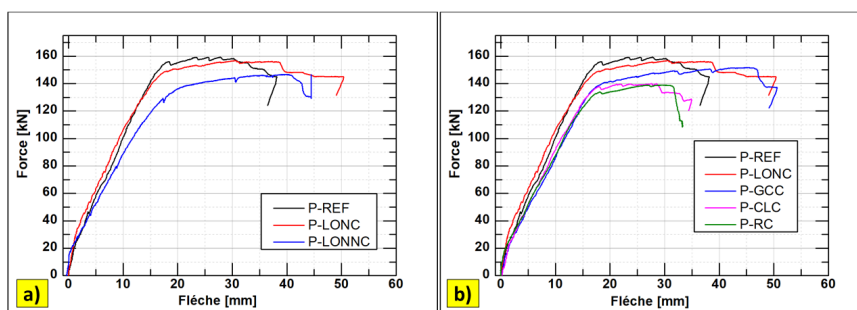 160
140
120
100
80
60
40
20
0
Force [kN]
P-REF
P-LONC
P-LONNC
0 10 20 30 40 50 60
Fléche [mm]
a)
160
140
120
100
80
60
40
20
0
Force [kN]
P-REF
P-LONC
P-GCC
P-CLC
P-RC
0 10 20 30 40 50 60
Fléche [mm]
b)